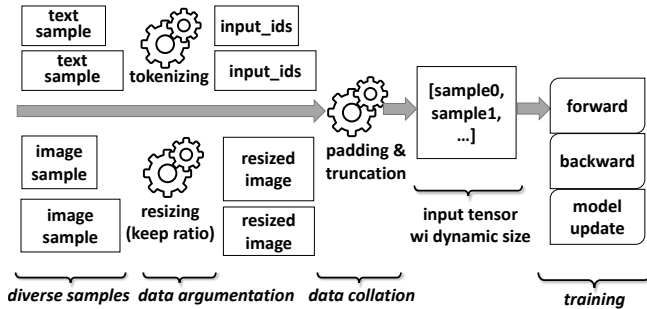 text
sample
text
sample
tokenizing
input_ids
input_ids
image
sample
image
sample
resizing
(keep ratio)
resized
image
resized
image
padding &
truncation
[sample0,
sample1,
...]
input tensor
wi dynamic size
forward
backward
model
update
diverse samples
data argumentation
data collation
training